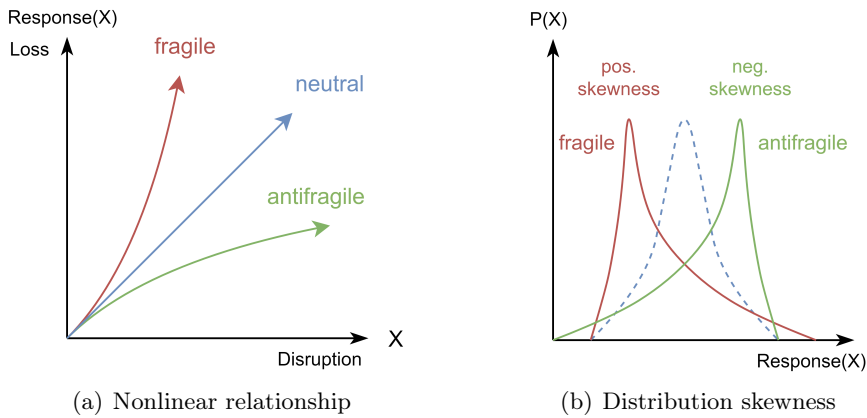 Response(X)
Loss
fragile
neutral
antifragile
X
Disruption
(a) Nonlinear relationship
P(X)
pos.
skewness
neg.
skewness
fragile
antifragile
Response(X)
(b) Distribution skewness